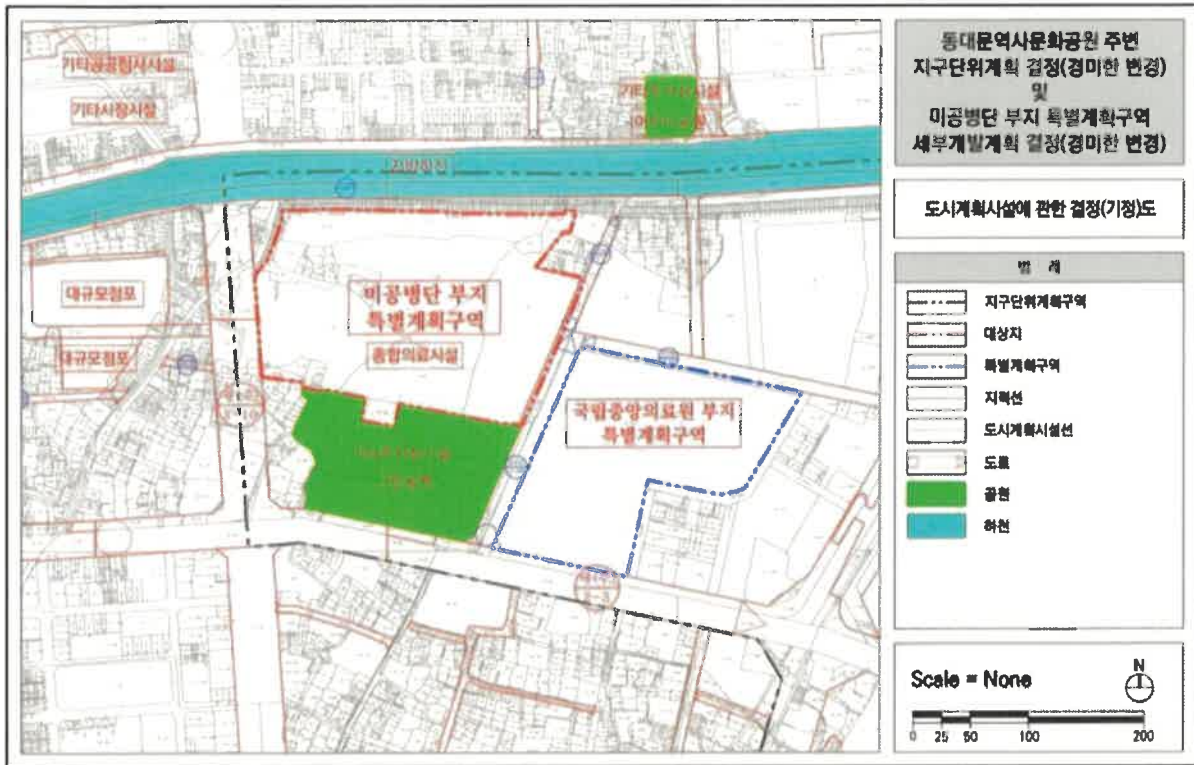 동대문역사문화공원 주변
지구단위계획 결정(경미한 변경)
및
미공병단 부지 특별계획구역
세부개발계획 결정(경미한 변경)
도시계획시설에 관한 결정(기정)도
범 례
지구단위계획구역
대상지
특별계획구역
지적선
도시계획시설선
도로
공원
하천
Scale = None
N
0 25 50 100 200
기타시장시설
지방하천
대규모점포
대규모점포
미공병단 부지
특별계획구역
종합의료시설
국립중앙의료원 부지
특별계획구역